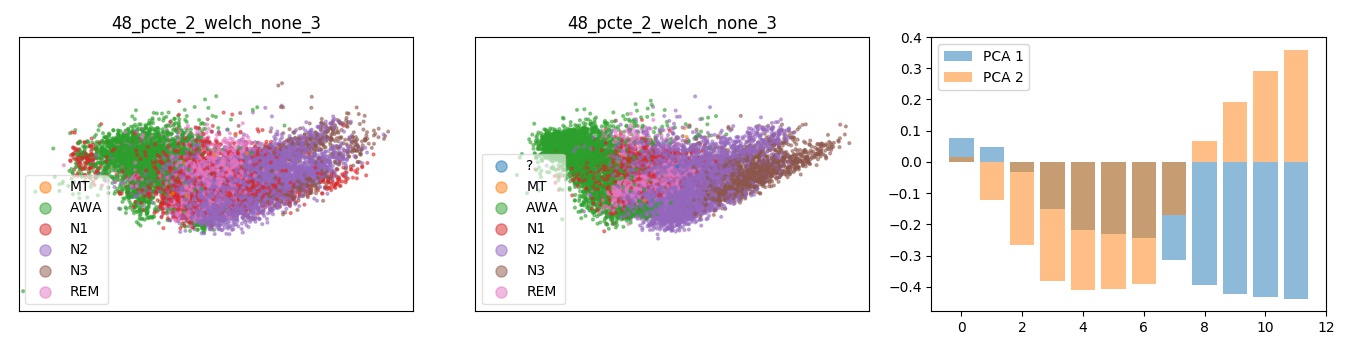 48_pcte_2_welch_none_3
MT
AWA
N1
N2
N3
REM
48_pcte_2_welch_none_3
?
MT
AWA
N1
N2
N3
REM
PCA 1
PCA 2
0.4
0.3
0.2
0.1
0.0
−0.1
−0.2
−0.3
−0.4
0 2 4 6 8 10 12